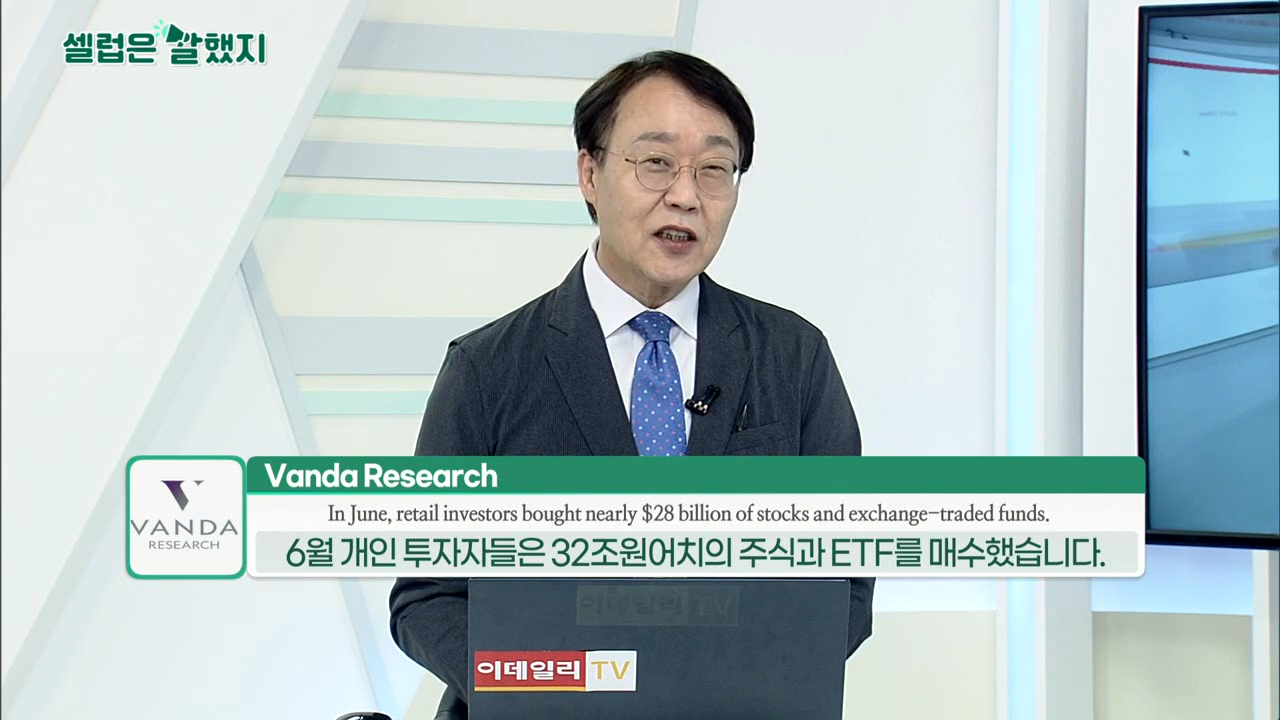 셀럽은 말했지
Vanda Research
VANDA
RESEARCH
In June, retail investors bought nearly $28 billion of stocks and exchange-traded funds.
6월 개인 투자자들은 32조원어치의 주식과 ETF를 매수했습니다.
이데일리 TV
이데일리 TV